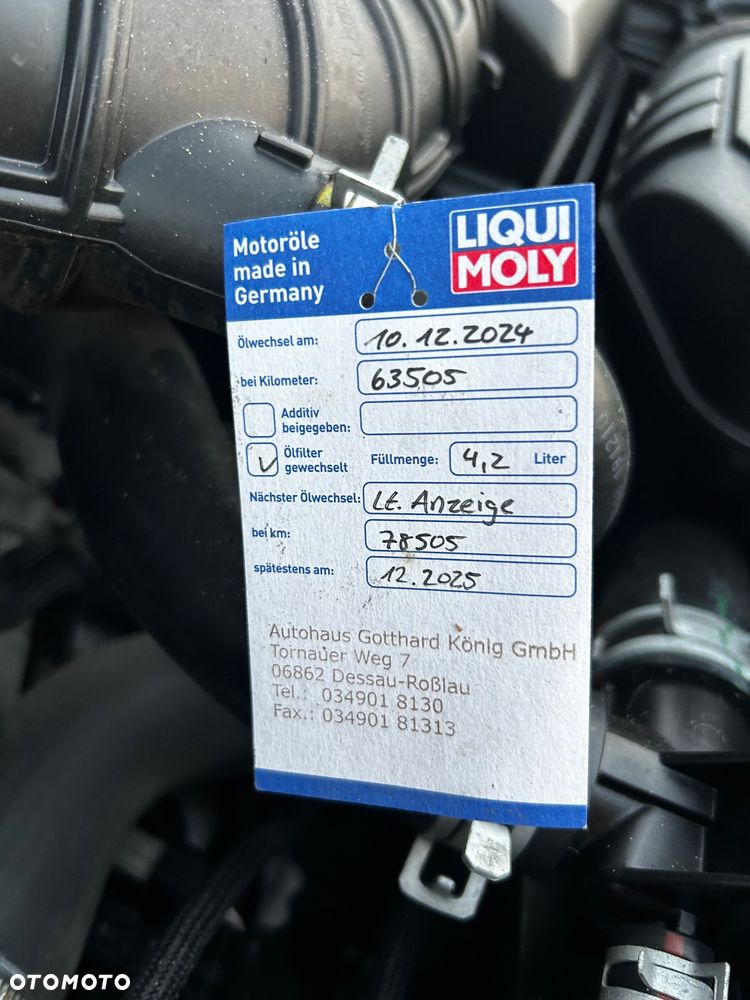 Motoröle
made in
Germany
LIQUI
MOLY
Ölwechsel am: 10.12.2024
bei Kilometer: 63505
Additiv
beigegeben:
Ölfilter
gewechselt
Füllmenge: 4,2 Liter
Nächster Ölwechsel: Lt. Anzeige
bei km: 78505
spätestens am: 12.2025
Autohaus Gotthard König GmbH
Tornauer Weg 7
06862 Dessau-Roßlau
Tel.: 034901 8130
Fax.: 034901 81313
OTOMOTO